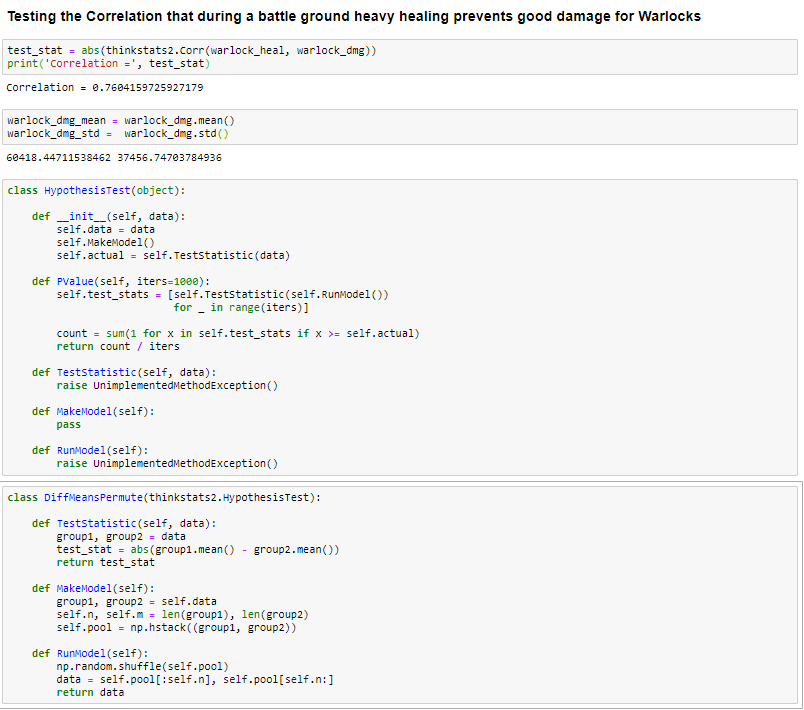 Testing the Correlation that during a battle ground heavy healing prevents good damage for Warlocks
test_stat = abs(thinkstats2.Corr(warlock_heal, warlock_dmg))
print('Correlation =', test_stat)
Correlation = 0.7604159725927179
warlock_dmg_mean = warlock_dmg.mean()
warlock_dmg_std =  warlock_dmg.std()
60418.44711538462 37456.74703784936
class HypothesisTest(object):
    def __init__(self, data):
        self.data = data
        self.MakeModel()
        self.actual = self.TestStatistic(data)
    def PValue(self, iters=1000):
        self.test_stats = [self.TestStatistic(self.RunModel())
                           for _ in range(iters)]
        count = sum(1 for x in self.test_stats if x >= self.actual)
        return count / iters
    def TestStatistic(self, data):
        raise UnimplementedMethodException()
    def MakeModel(self):
        pass
    def RunModel(self):
        raise UnimplementedMethodException()
class DiffMeansPermute(thinkstats2.HypothesisTest):
    def TestStatistic(self, data):
        group1, group2 = data
        test_stat = abs(group1.mean() - group2.mean())
        return test_stat
    def MakeModel(self):
        group1, group2 = self.data
        self.n, self.m = len(group1), len(group2)
        self.pool = np.hstack((group1, group2))
    def RunModel(self):
        np.random.shuffle(self.pool)
        data = self.pool[:self.n], self.pool[self.n:]
        return data